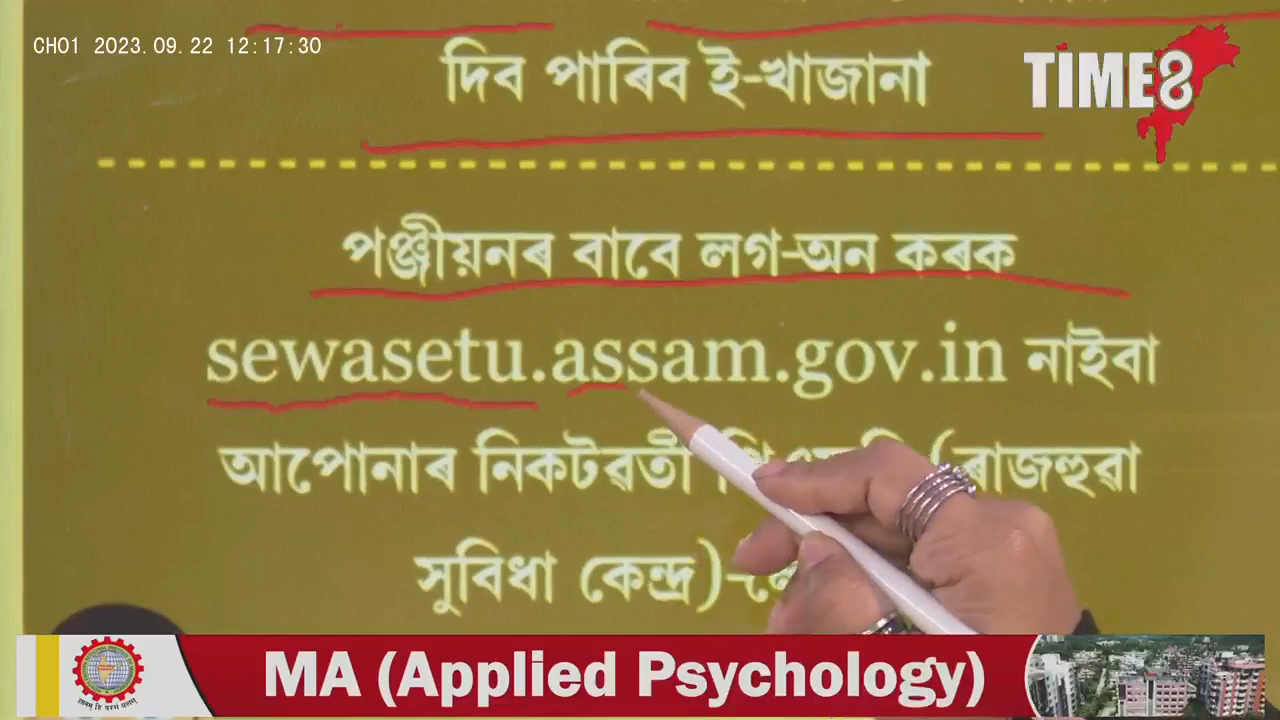 CH01 2023.09.22 12:17:30
TIME8
দিব পাৰিব ই-খাজানা
পঞ্জীয়নৰ বাবে লগ-অন কৰক
sewasetu.assam.gov.in নাইবা
আপোনাৰ নিকটৱৰ্তী (ৰাজহুৱা
সুবিধা কেন্দ্ৰ)-লৈ
MA (Applied Psychology)